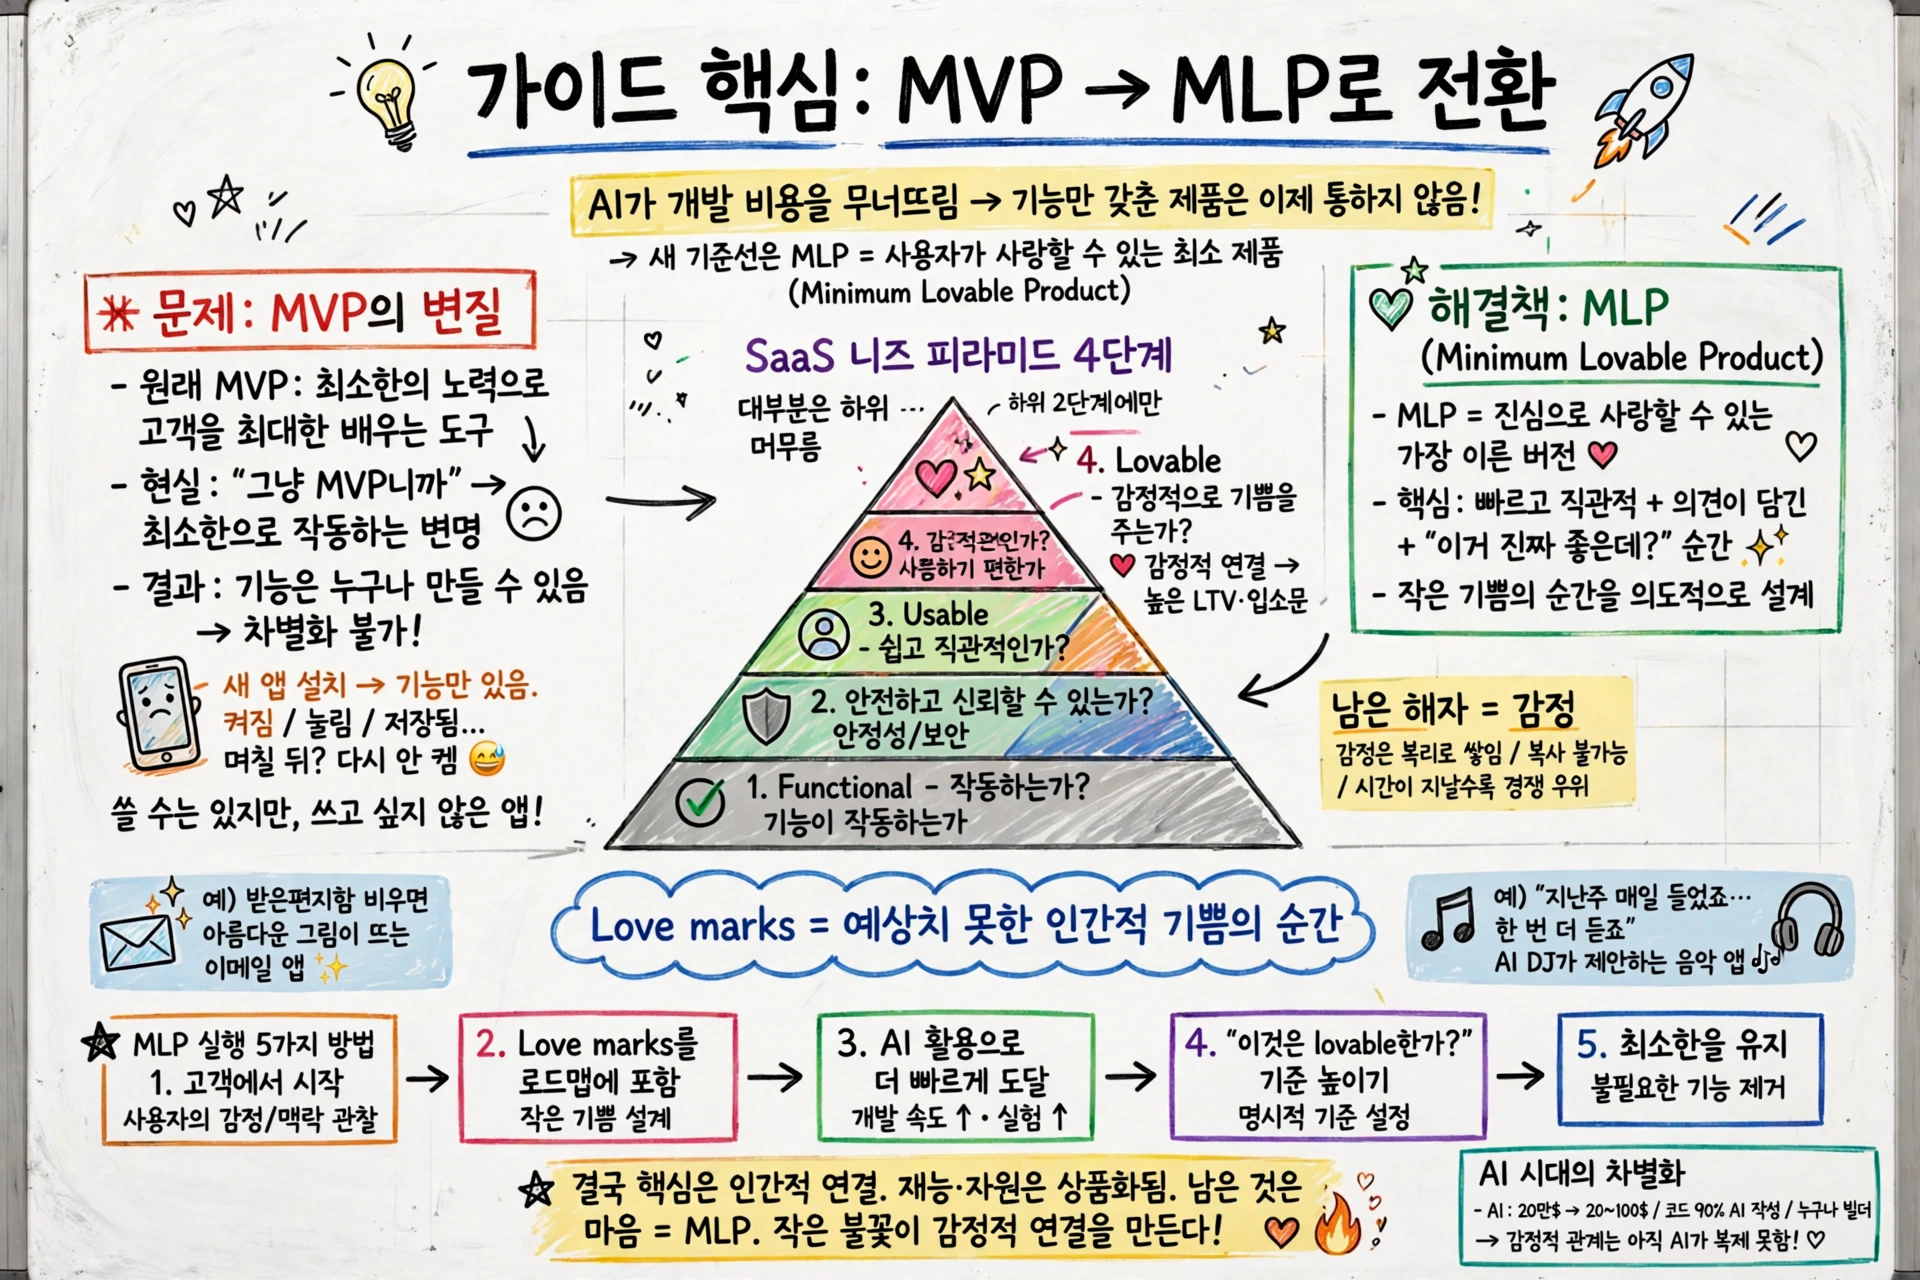 가이드 핵심: MVP → MLP로 전환
AI가 개발 비용을 무너뜨림 → 기능만 갖춘 제품은 이제 통하지 않음!
→ 새 기준선은 MLP = 사용자가 사랑할 수 있는 최소 제품
(Minimum Lovable Product)
문제: MVP의 변질
- 원래 MVP: 최소한의 노력으로
고객을 최대한 배우는 도구
- 현실: “그냥 MVP니까” →
최소한으로 작동하는 변명
- 결과: 기능은 누구나 만들 수 있음
→ 차별화 불가!
새 앱 설치 → 기능만 있음.
켜짐 / 눌림 / 저장됨...
며칠 뒤? 다시 안 켐 😅
쓸 수는 있지만, 쓰고 싶지 않은 앱!
SaaS 니즈 피라미드 4단계
대부분은 하위 ...
머무름
하위 2단계에만
4. Lovable
- 감정적으로 기쁨을
주는가?
♥ 감정적 연결 →
높은 LTV·입소문
4.
편한가
3. Usable
- 쉽고 직관적인가?
2. 안전하고 신뢰할 수 있는가?
안정성/보안
1. Functional - 작동하는가?
기능이 작동하는가
해결책: MLP
(Minimum Lovable Product)
- MLP = 진심으로 사랑할 수 있는
가장 이른 버전 ♥
- 핵심: 빠르고 직관적 + 의견이 담긴
+ “이거 진짜 좋은데?” 순간 ✨
- 작은 기쁨의 순간을 의도적으로 설계
남은 해자 = 감정
감정은 복리로 쌓임 / 복사 불가능
/ 시간이 지날수록 경쟁 우위
예) 받은편지함 비우면
아름다운 그림이 뜨는
이메일 앱 ✨
Love marks = 예상치 못한 인간적 기쁨의 순간
예) “지난주 매일 들었죠...
한 번 더 듣죠”
AI DJ가 제안하는 음악 앱
MLP 실행 5가지 방법
1. 고객에서 시작
사용자의 감정/맥락 관찰
2. Love marks를
로드맵에 포함
작은 기쁨 설계
3. AI 활용으로
더 빠르게 도달
개발 속도 ↑ · 실험 ↑
4. “이것은 lovable한가?”
기준 높이기
명시적 기준 설정
5. 최소한을 유지
불필요한 기능 제거
결국 핵심은 인간적 연결. 재능·자원은 상품화됨. 남은 것은
마음 = MLP. 작은 불꽃이 감정적 연결을 만든다!
AI 시대의 차별화
- AI: 20만$ → 20~100$ / 코드 90% AI 작성 / 누구나 빌더
→ 감정적 관계는 아직 AI가 복제 못함! ♡